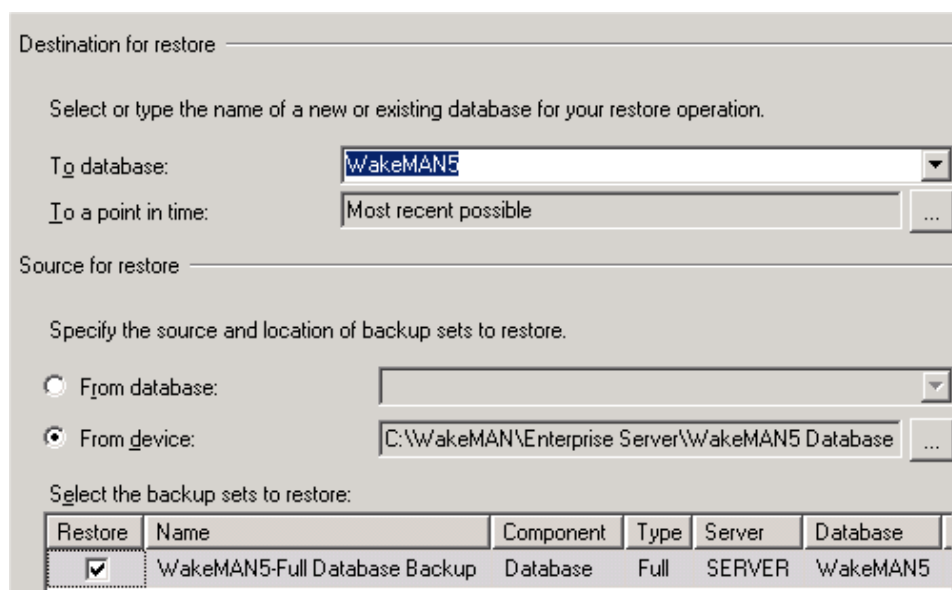 Destination for restore
Select or type the name of a new or existing database for your restore operation.
To database: WakeMAN5
To a point in time: Most recent possible ...
Source for restore
Specify the source and location of backup sets to restore.
From database:
From device: C:\WakeMAN\Enterprise Server\WakeMAN5 Database ...
Select the backup sets to restore:
Restore Name Component Type Server Database
WakeMAN5-Full Database Backup Database Full SERVER WakeMAN5